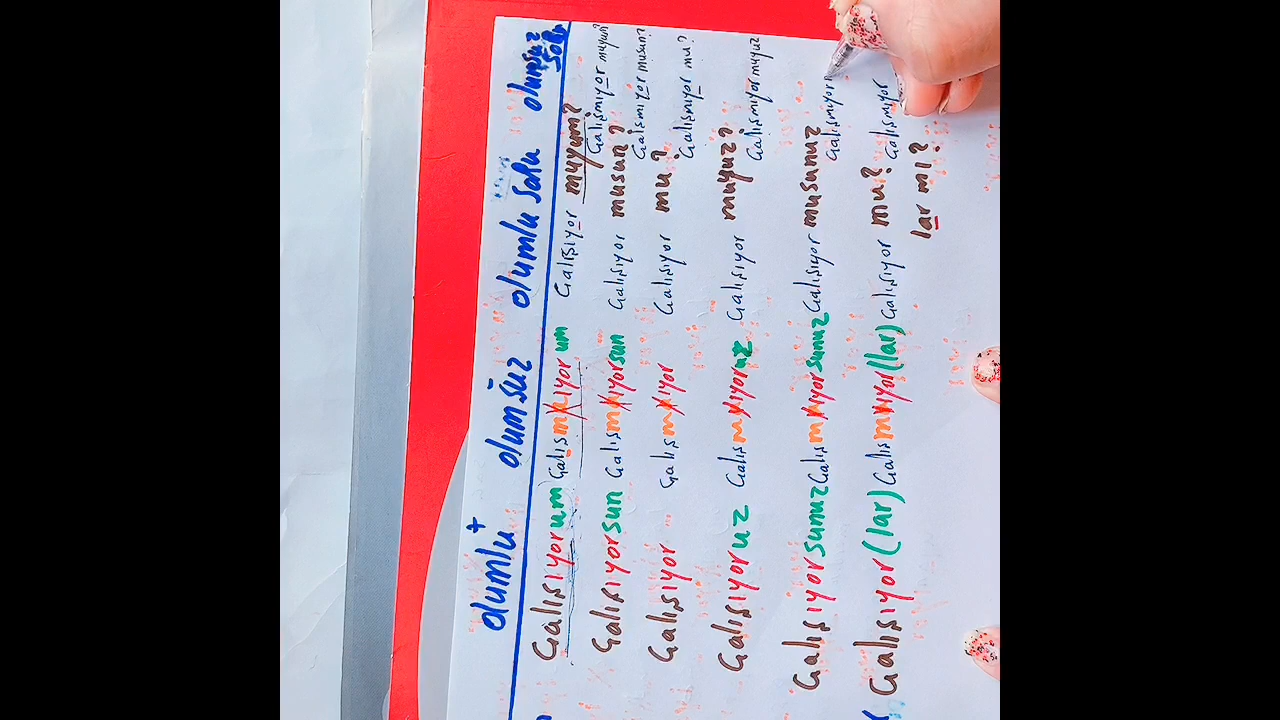 olumlu + olumsuz olumlu soru olumsuz soru
Çalışıyorum Çalışmıyorum Çalışıyor muyum? Çalışmıyor muyum?
Çalışıyorsun Çalışmıyorsun Çalışıyor musun? Çalışmıyor musun?
Çalışıyor Çalışmıyor Çalışıyor mu? Çalışmıyor mu?
Çalışıyoruz Çalışmıyoruz Çalışıyor muyuz? Çalışmıyor muyuz
Çalışıyorsunuz Çalışmıyorsunuz Çalışıyor musunuz Çalışmıyor
Çalışıyor(lar) Çalışmıyor(lar) Çalışıyor mu? Çalışmıyor
lar mı?